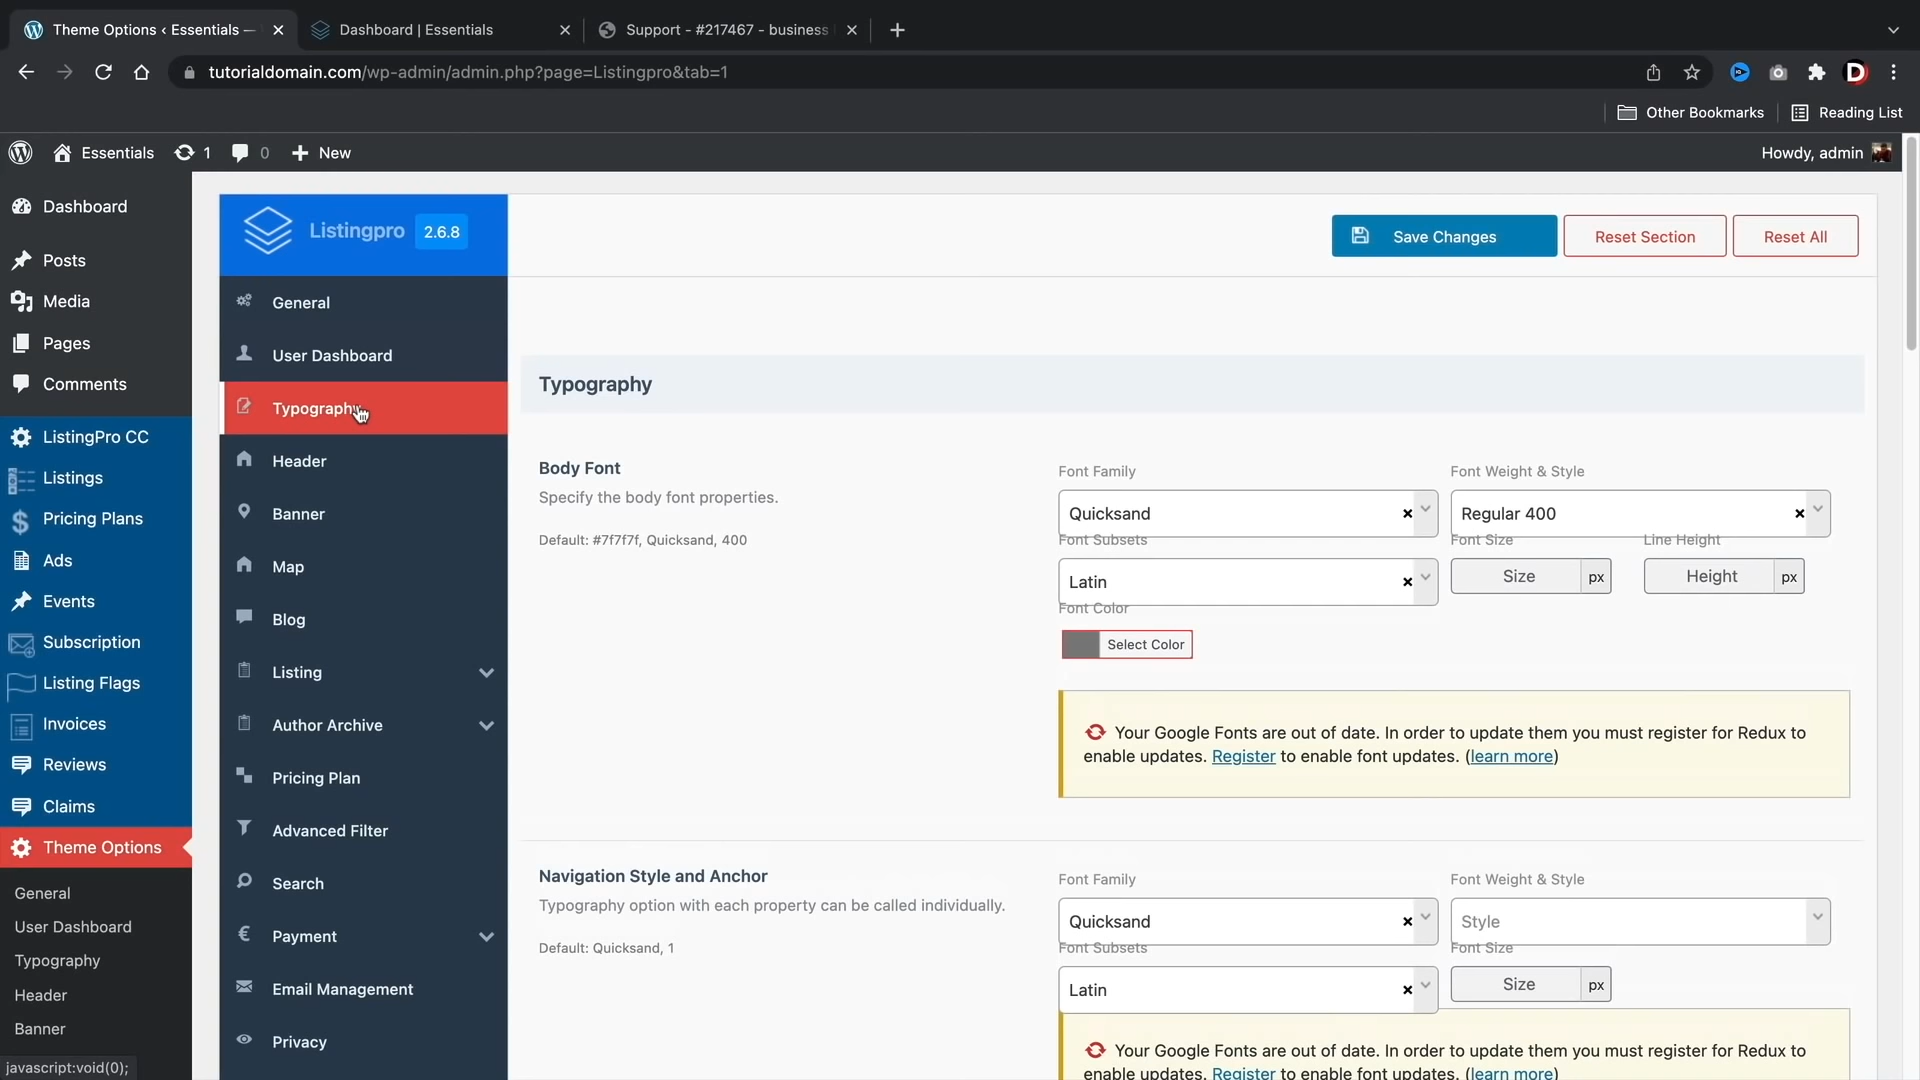 Theme Options ‹ Essentials —
Dashboard | Essentials
Support - #217467 - business
tutorialdomain.com/wp-admin/admin.php?page=Listingpro&tab=1
Other Bookmarks
Reading List
Essentials
1
0
New
Howdy, admin
Dashboard
Posts
Media
Pages
Comments
ListingPro CC
Listings
Pricing Plans
Ads
Events
Subscription
Listing Flags
Invoices
Reviews
Claims
Theme Options
General
User Dashboard
Typography
Header
Banner
javascript:void(0);
Listingpro 2.6.8
General
User Dashboard
Typography
Header
Banner
Map
Blog
Listing
Author Archive
Pricing Plan
Advanced Filter
Search
Payment
Email Management
Privacy
Save Changes
Reset Section
Reset All
Typography
Body Font
Specify the body font properties.
Default: #7f7f7f, Quicksand, 400
Font Family
Font Weight & Style
Quicksand
Regular 400
Font Subsets
Font Size
Line Height
Latin
Size px
Height px
Font Color
Select Color
Your Google Fonts are out of date. In order to update them you must register for Redux to
enable updates. Register to enable font updates. (learn more)
Navigation Style and Anchor
Typography option with each property can be called individually.
Default: Quicksand, 1
Font Family
Font Weight & Style
Quicksand
Style
Font Subsets
Font Size
Latin
Size px
Your Google Fonts are out of date. In order to update them you must register for Redux to
enable updates. Register to enable font updates. (learn more)